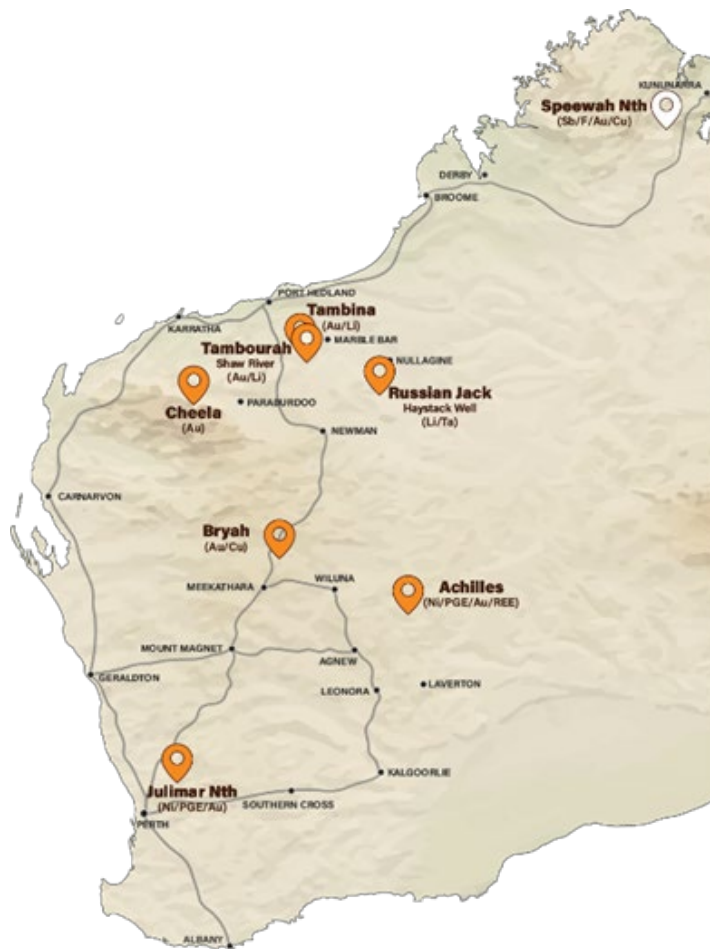 KUNUNARRA
Speewah Nth
(Sb/F/Au/Cu)
DERBY
BROOME
PORT HEDLAND
KARRATHA
Tambina
(Au/Li)
MARBLE BAR
Tambourah
Shaw River
(Au/Li)
NULLAGINE
Russian Jack
Haystack Well
(Li/Ta)
Cheela
(Au)
PARABURDOO
NEWMAN
CARNARVON
Bryah
(Au/Cu)
MEEKATHARA
WILUNA
Achilles
(Ni/PGE/Au/REE)
MOUNT MAGNET
AGNEW
GERALDTON
LEONORA
LAVERTON
KALGOORLIE
Julimar Nth
(Ni/PGE/Au)
SOUTHERN CROSS
PERTH
ALBANY